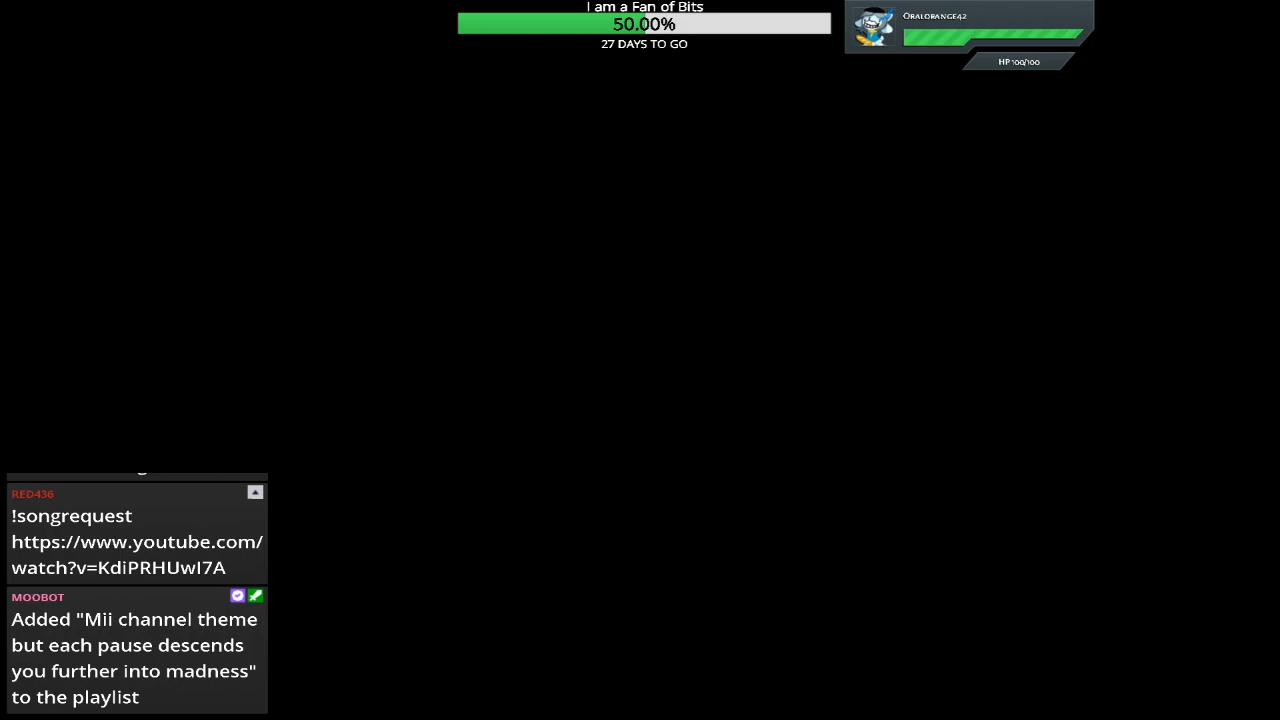 I am a Fan of Bits
50.00%
27 DAYS TO GO
ORALORANGE42
HP 100/100
RED436
!songrequest
https://www.youtube.com/
watch?v=KdiPRHUwI7A
MOOBOT
Added "Mii channel theme
but each pause descends
you further into madness"
to the playlist